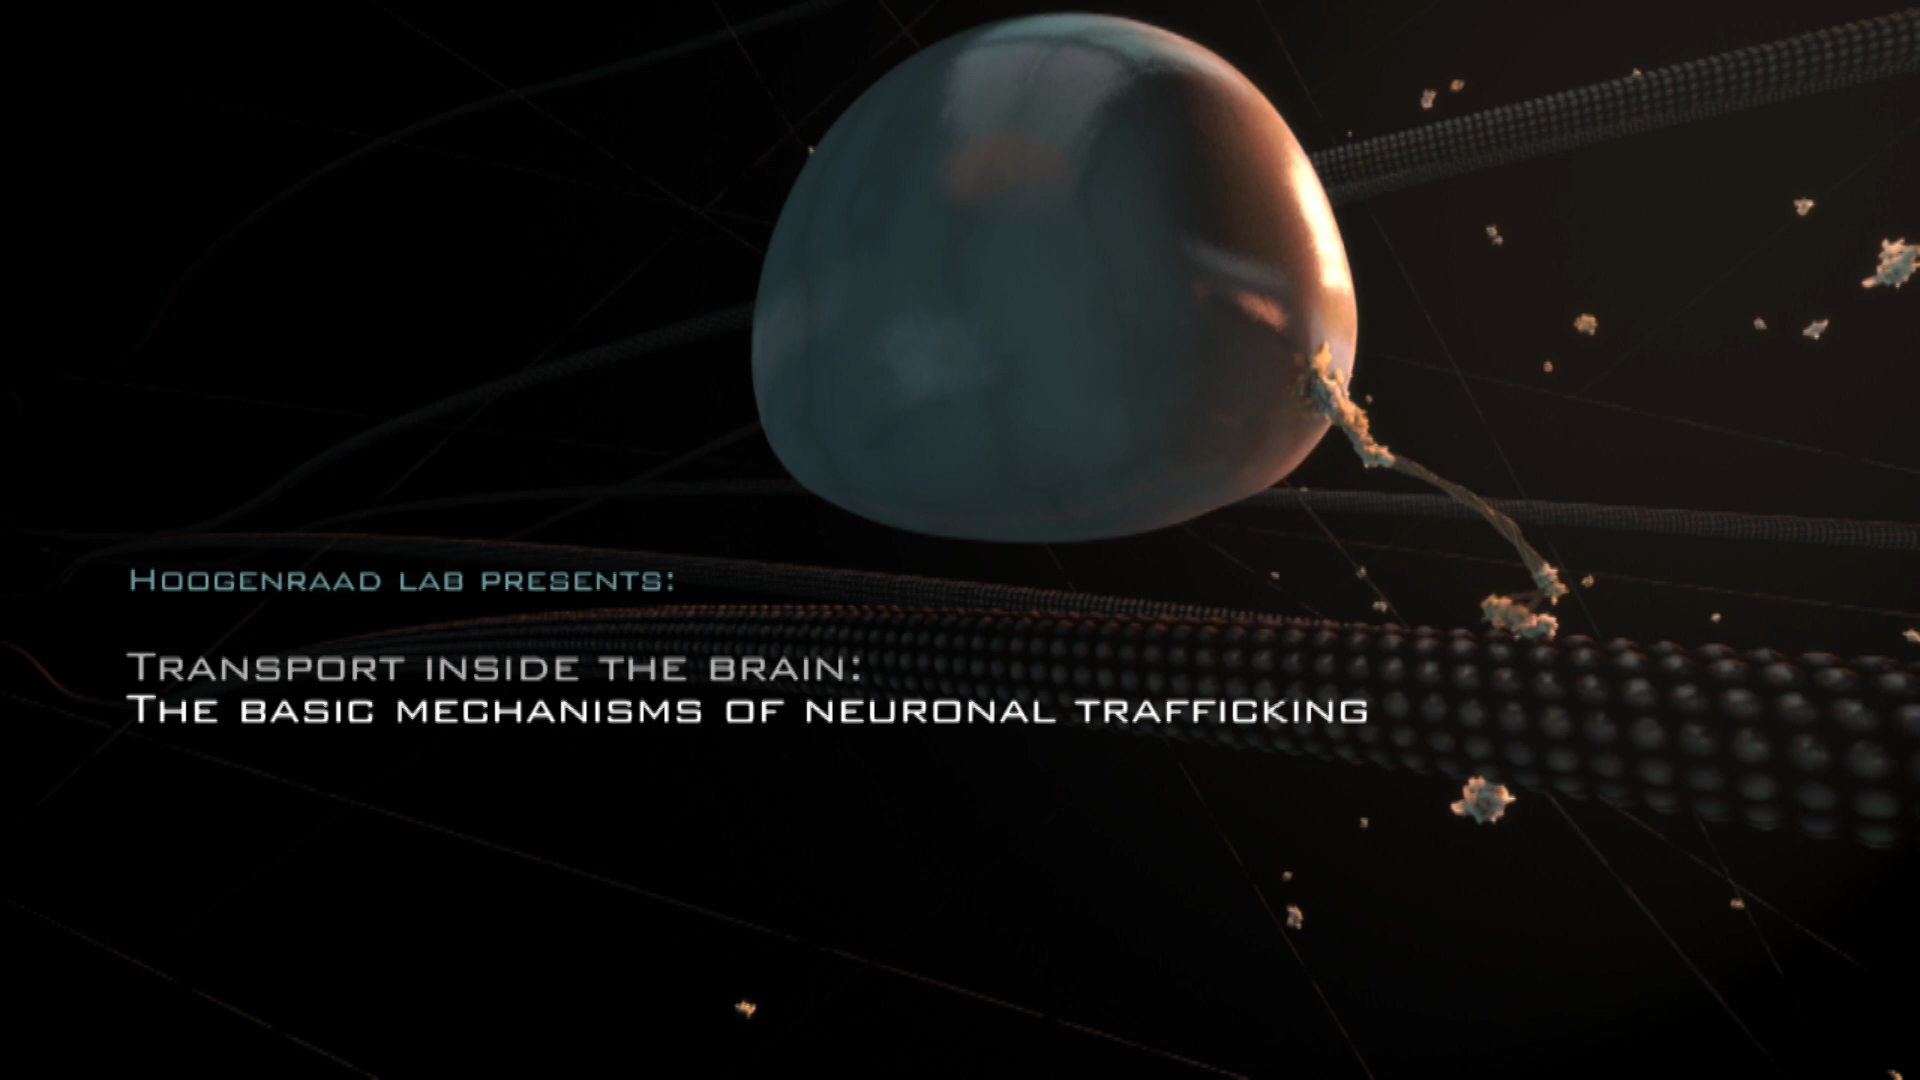 Hoogenraad lab presents:
Transport inside the brain:
The basic mechanisms of neuronal trafficking